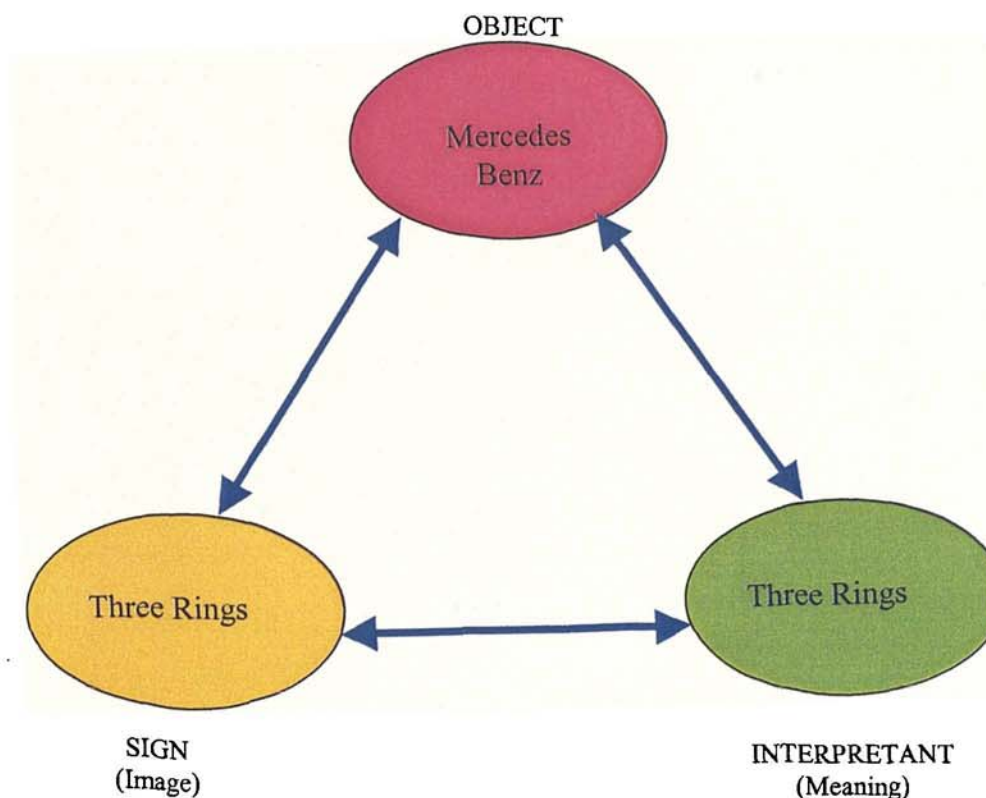 OBJECT
Mercedes
Benz
Three Rings
Three Rings
SIGN
(Image)
INTERPRETANT
(Meaning)